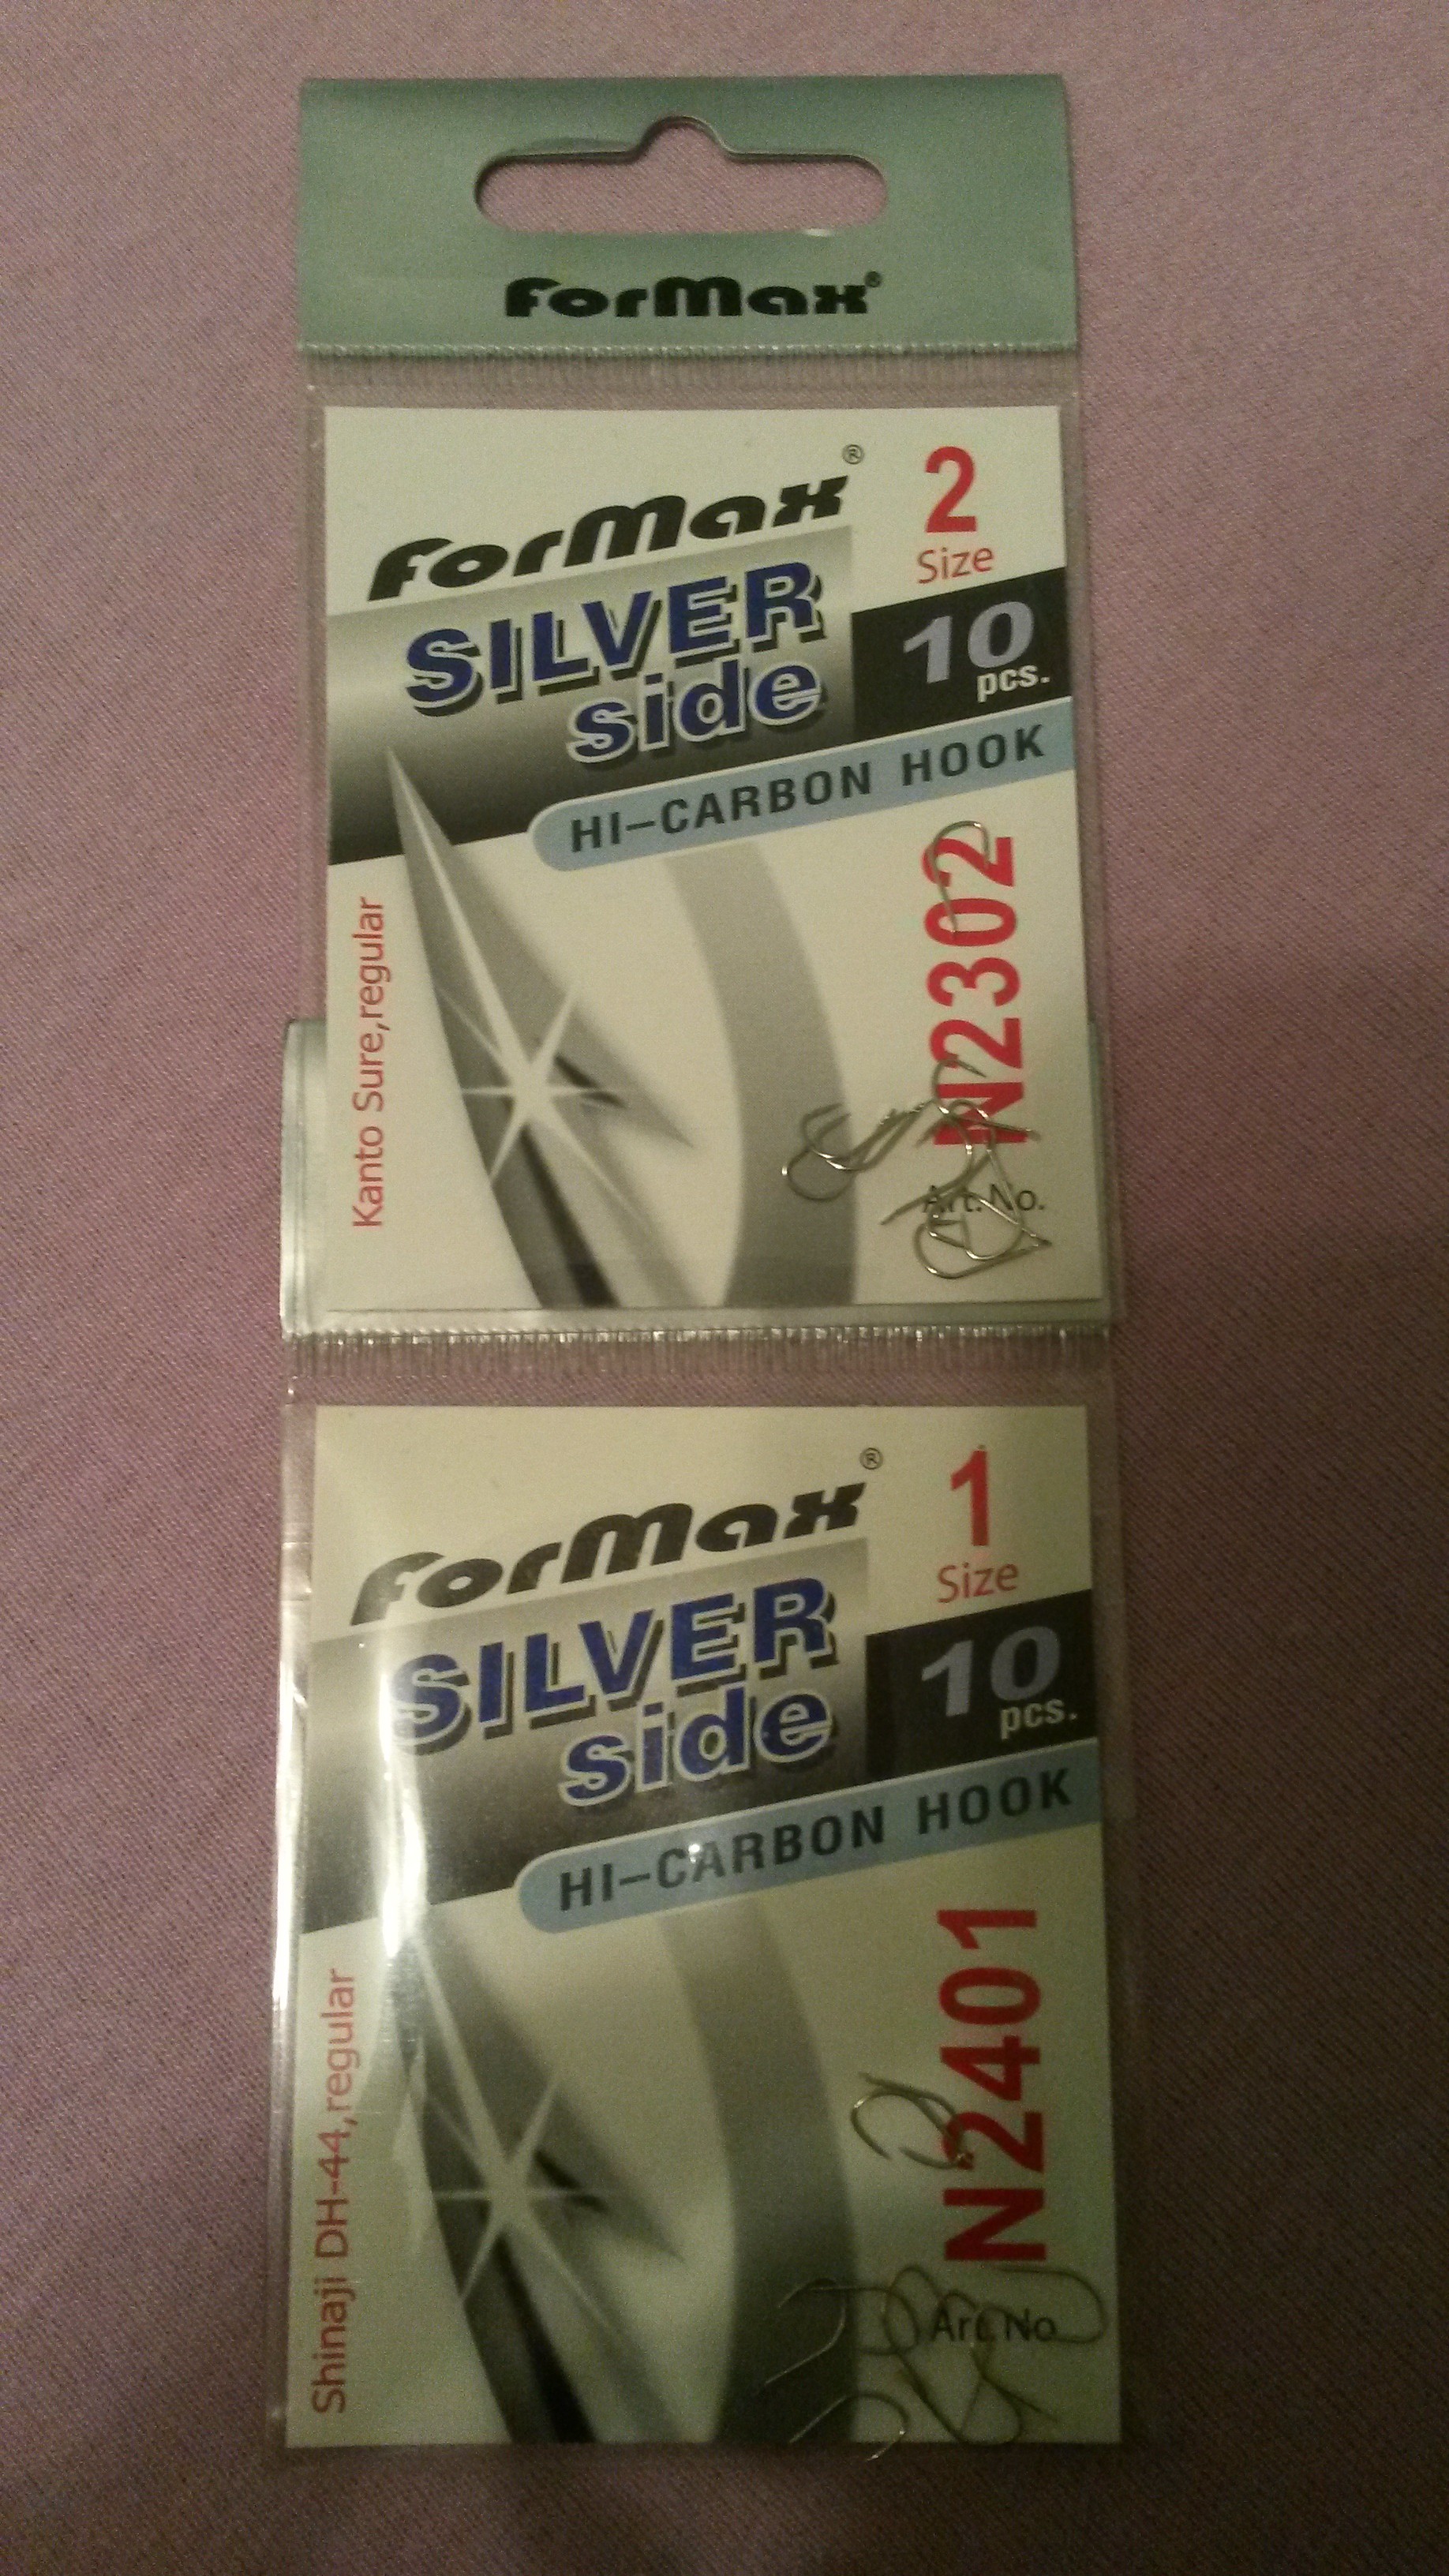 ForMax®
ForMax®
2
Size
SILVER
side
10
pcs.
HI-CARBON HOOK
Kanto Sure,regular
N2302
Art. No.
ForMax®
1
Size
SILVER
side
10
pcs.
HI-CARBON HOOK
Shinaji DH-44,regular
N2401
Art. No.